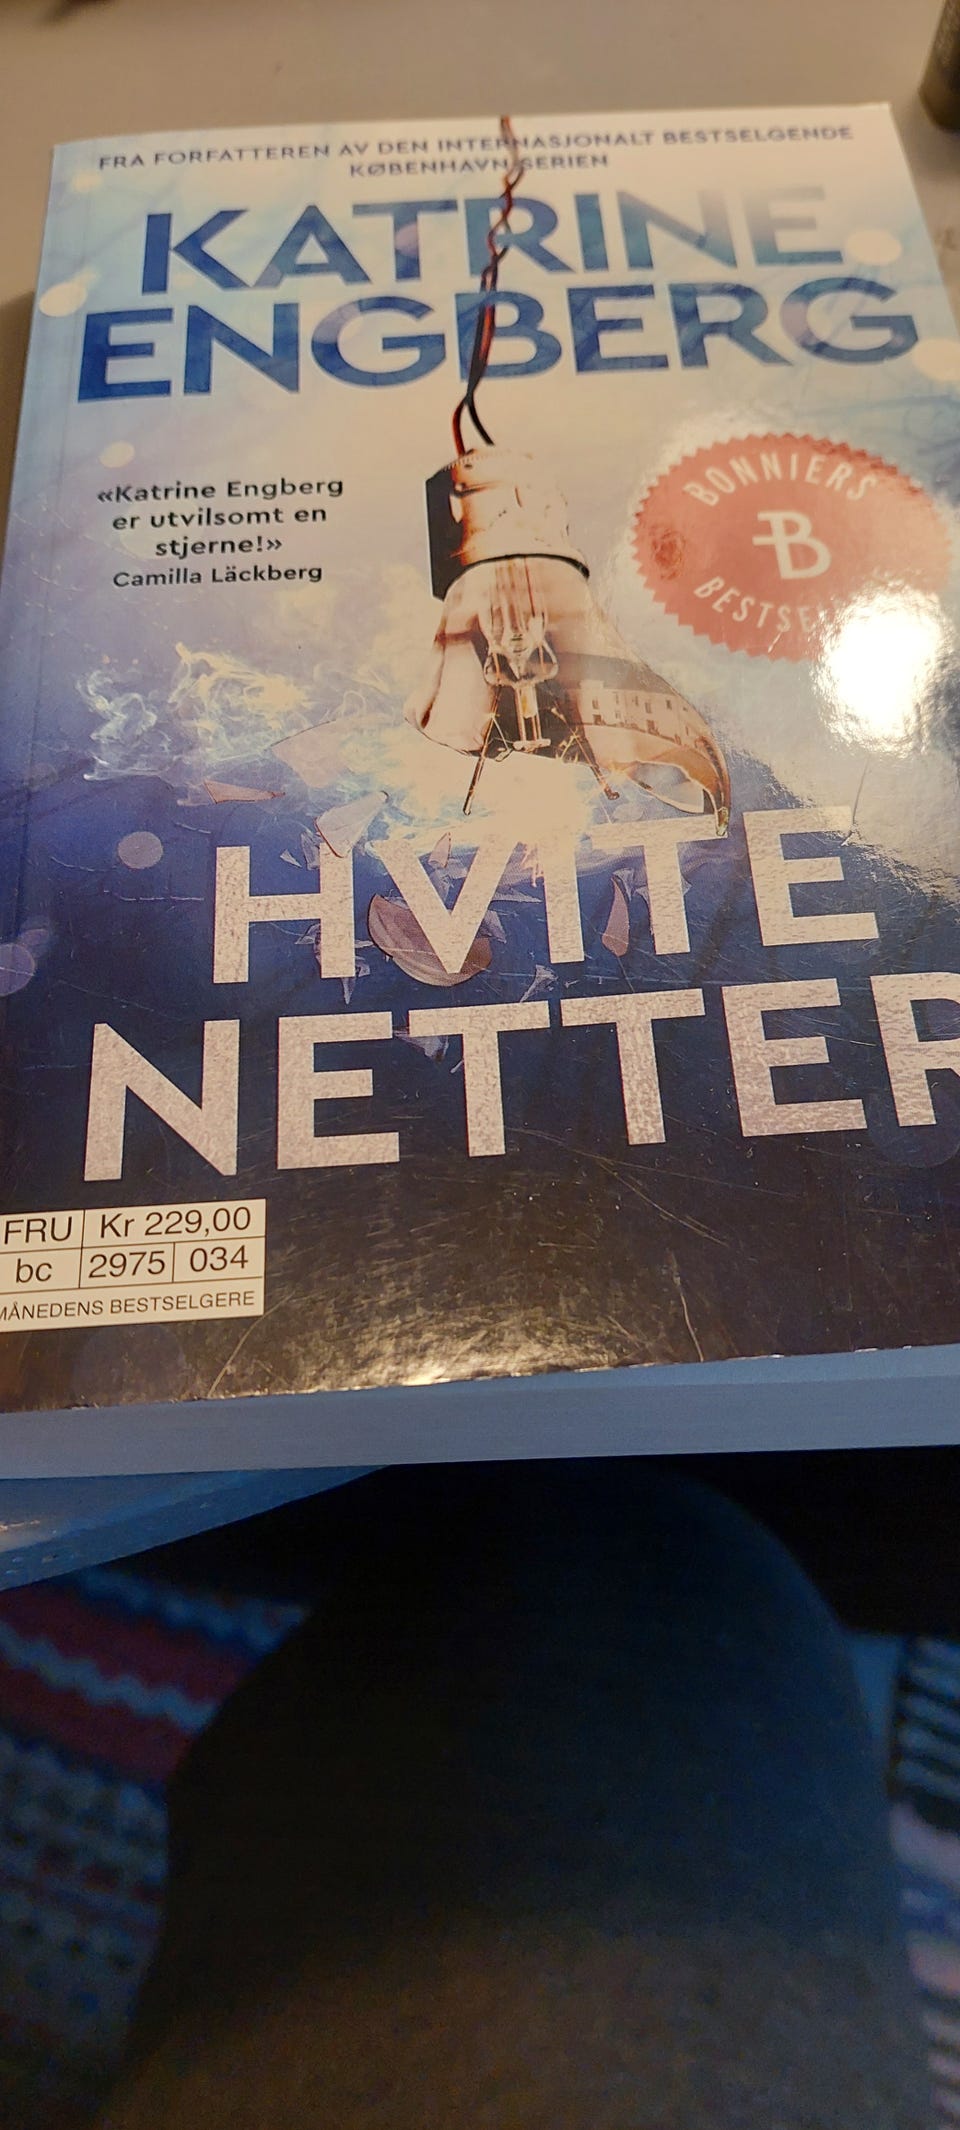 FRA FORFATTEREN AV DEN INTERNASJONALT BESTSELGENDE
KØBENHAVN-SERIEN
KATRINE
ENGBERG
«Katrine Engberg
er utvilsomt en
stjerne!»
Camilla Läckberg
BONNIERS
B
BESTSE
HVITE
NETTER
FRU Kr 229,00
bc 2975 034
MÅNEDENS BESTSELGERE